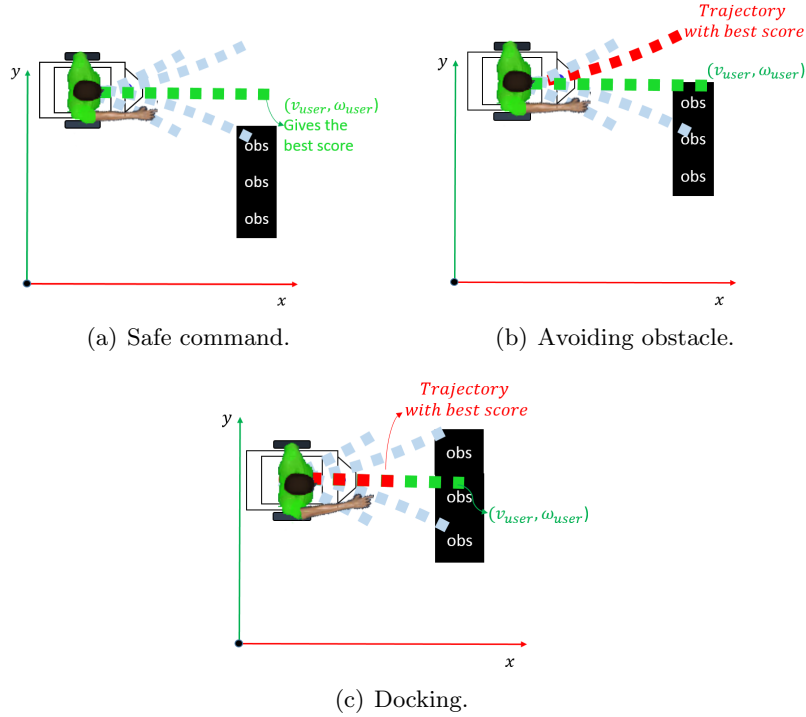 y
(v_user, ω_user)
Gives the
best score
obs
obs
obs
x
(a) Safe command.
Trajectory
with best score
y
(v_user, ω_user)
obs
obs
obs
x
(b) Avoiding obstacle.
Trajectory
with best score
y
obs
obs
(v_user, ω_user)
obs
x
(c) Docking.